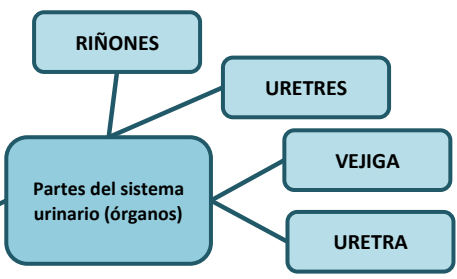 RIÑONES
URETRES
Partes del sistema
urinario (órganos)
VEJIGA
URETRA